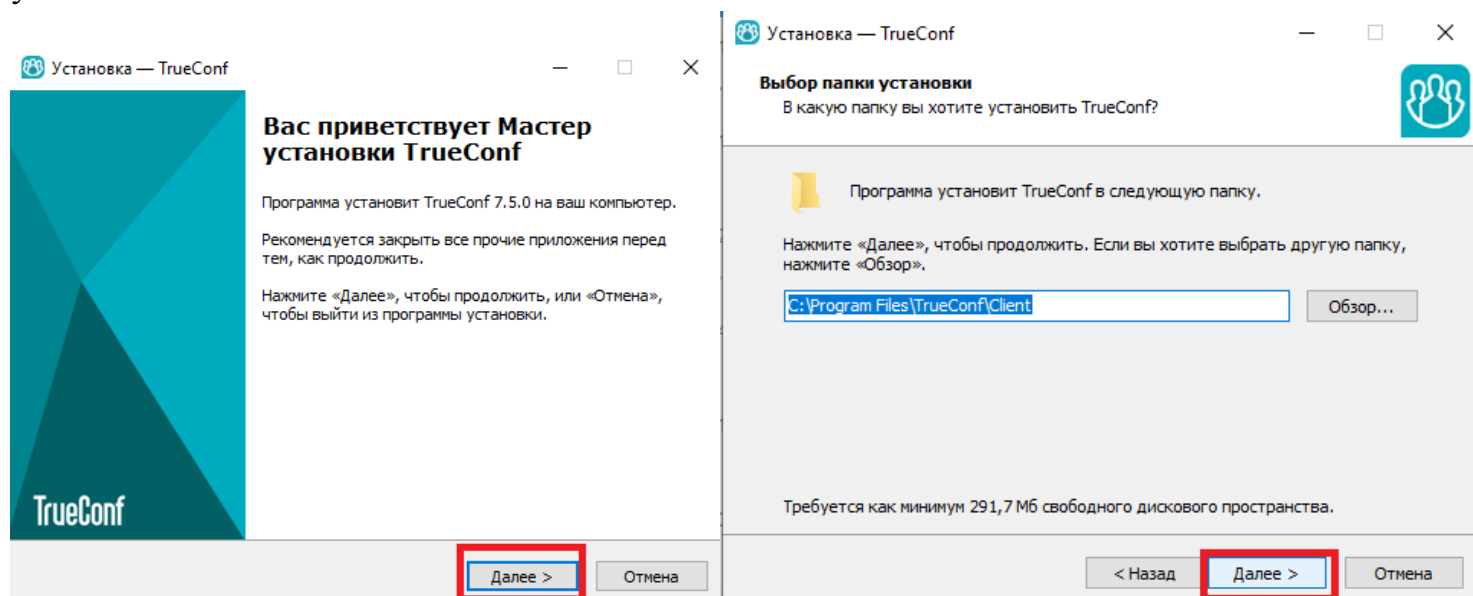 Установка — TrueConf
Вас приветствует Мастер
установки TrueConf
Программа установит TrueConf 7.5.0 на ваш компьютер.
Рекомендуется закрыть все прочие приложения перед
тем, как продолжить.
Нажмите «Далее», чтобы продолжить, или «Отмена»,
чтобы выйти из программы установки.
TrueConf
Далее >
Отмена
Установка — TrueConf
Выбор папки установки
В какую папку вы хотите установить TrueConf?
Программа установит TrueConf в следующую папку.
Нажмите «Далее», чтобы продолжить. Если вы хотите выбрать другую папку,
нажмите «Обзор».
C:\Program Files\TrueConf\Client
Обзор...
Требуется как минимум 291,7 Мб свободного дискового пространства.
< Назад
Далее >
Отмена